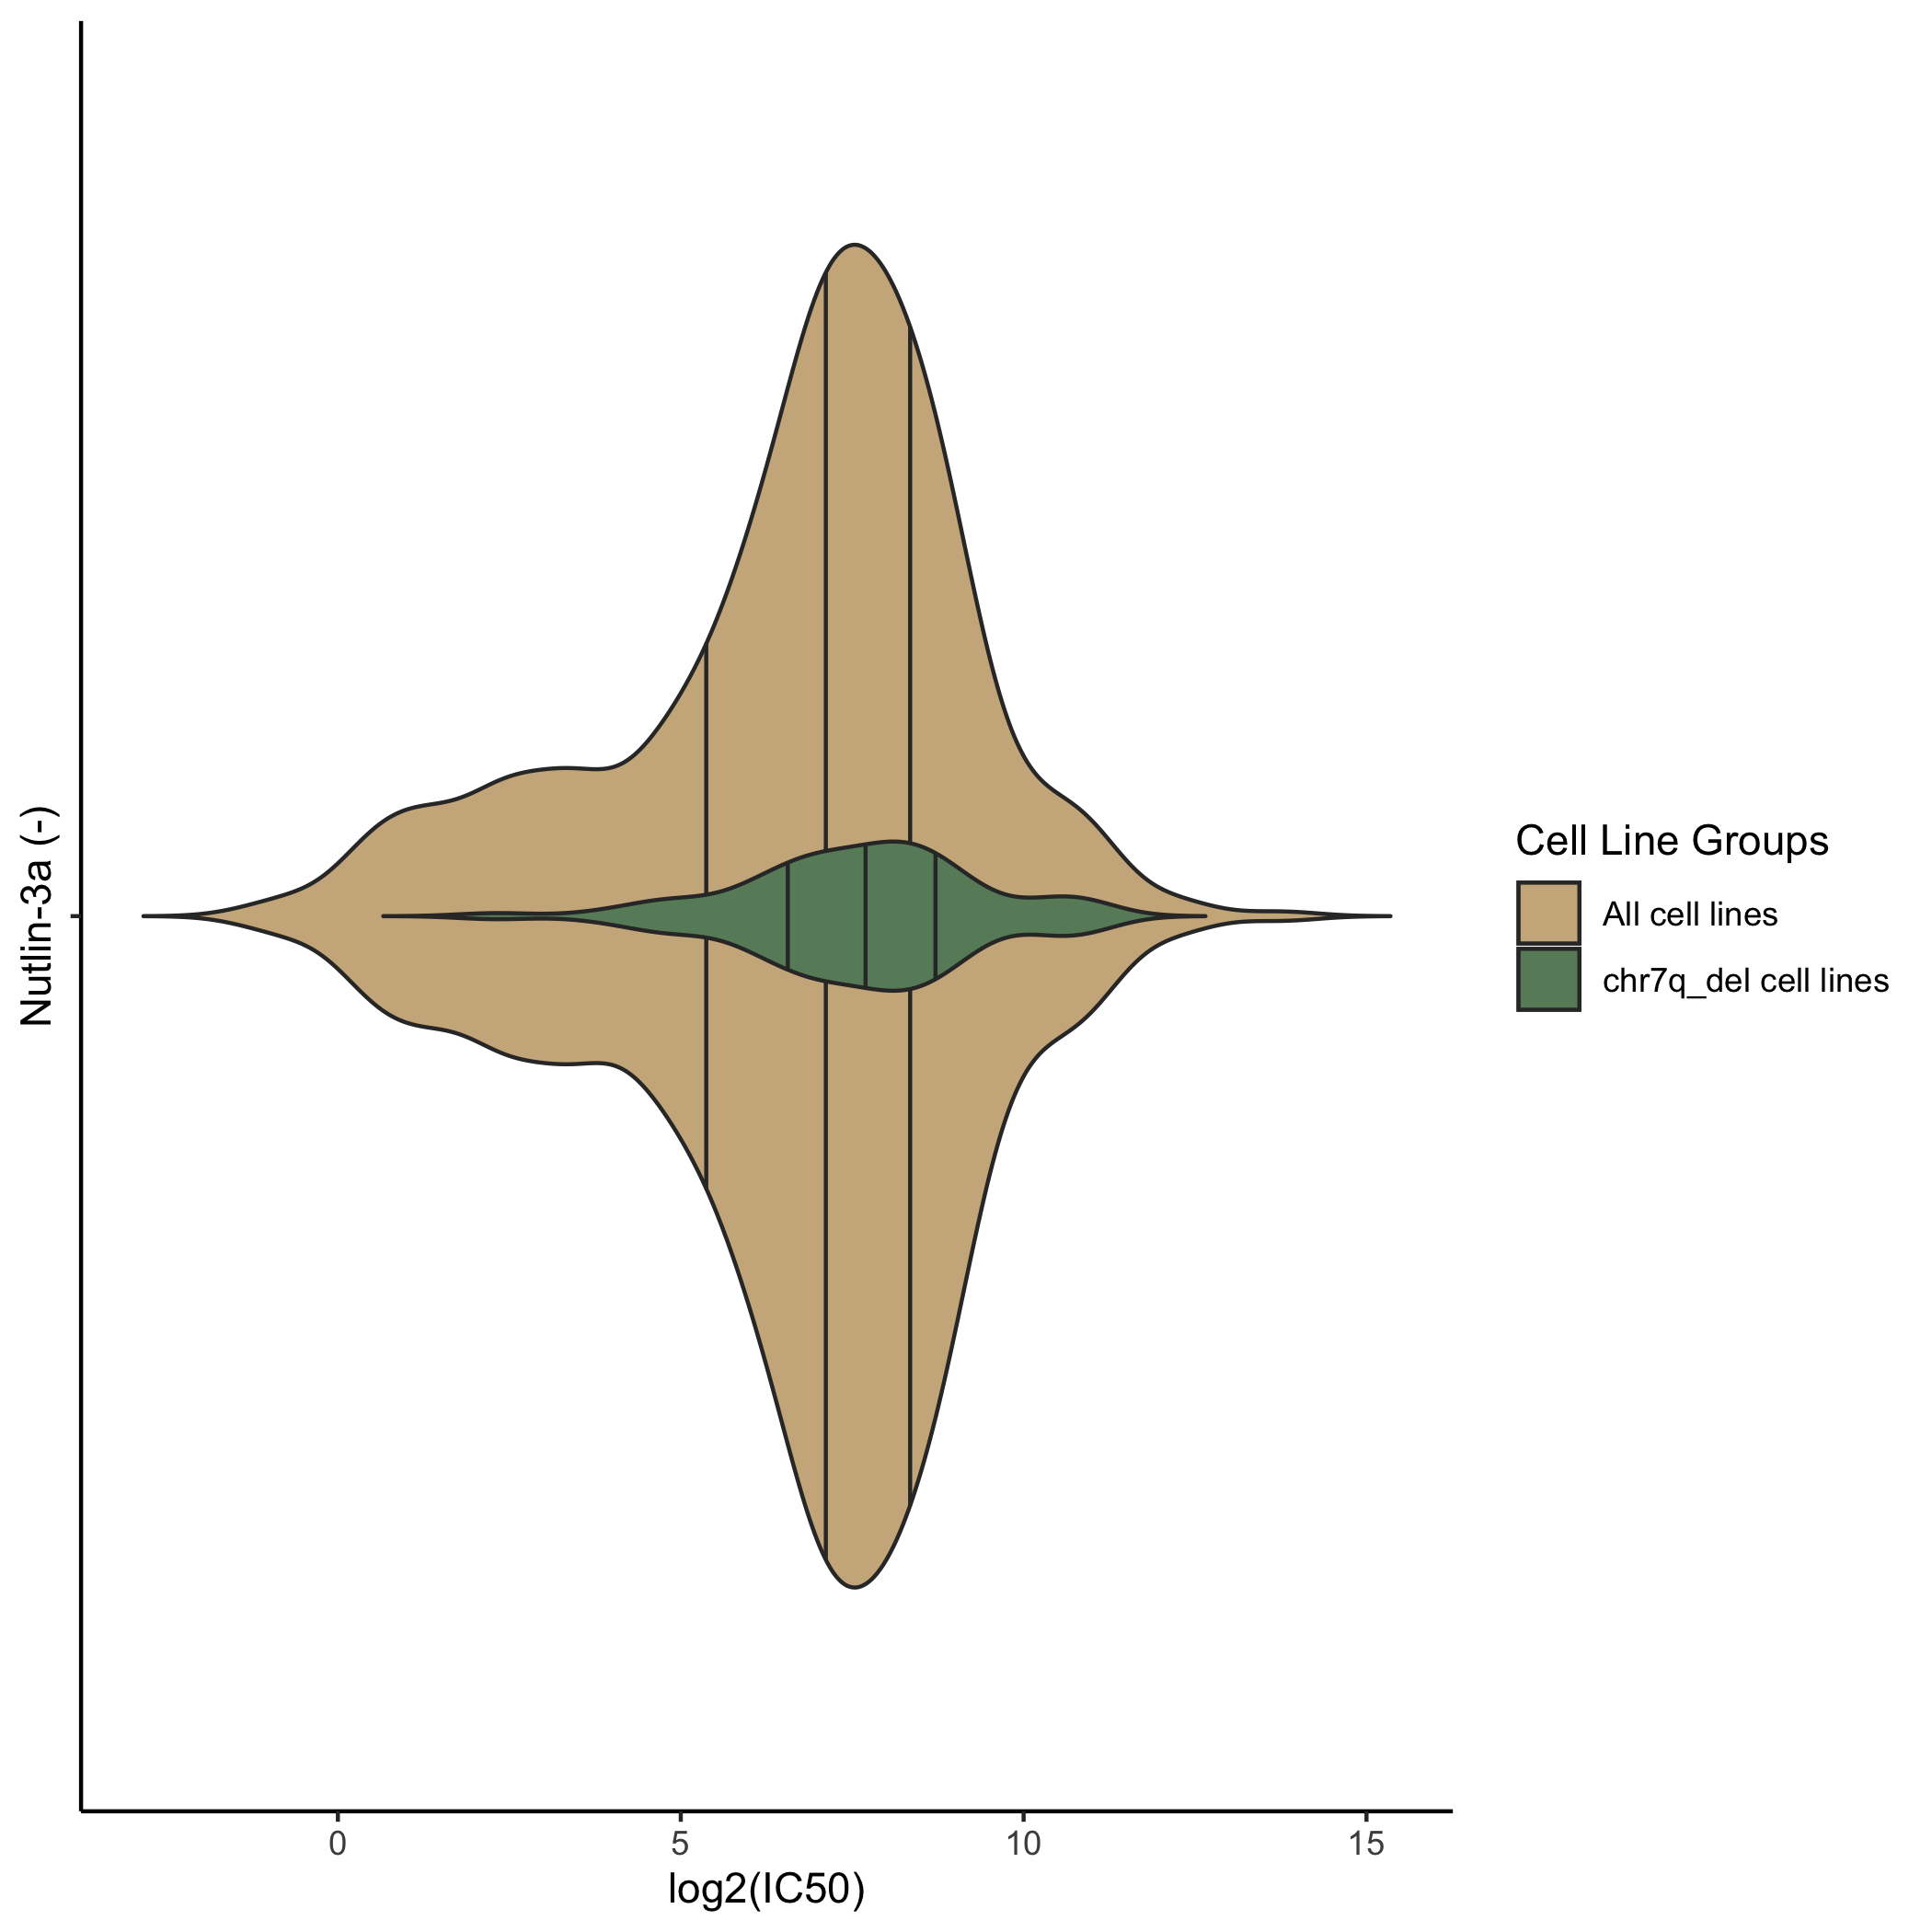 Nutlin-3a (-)
Cell Line Groups
All cell lines
chr7q_del cell lines
0 5 10 15
log2(IC50)